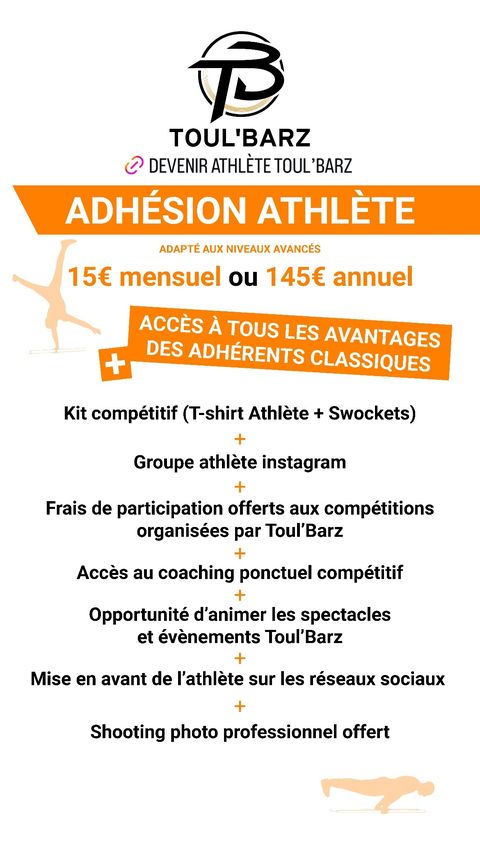 TB
TOUL'BARZ
DEVENIR ATHLÈTE TOUL'BARZ
ADHÉSION ATHLÈTE
ADAPTÉ AUX NIVEAUX AVANCÉS
15€ mensuel ou 145€ annuel
ACCÈS À TOUS LES AVANTAGES
DES ADHÉRENTS CLASSIQUES
+
Kit compétitif (T-shirt Athlète + Swockets)
+
Groupe athlète instagram
+
Frais de participation offerts aux compétitions
organisées par Toul’Barz
+
Accès au coaching ponctuel compétitif
+
Opportunité d’animer les spectacles
et évènements Toul’Barz
+
Mise en avant de l’athlète sur les réseaux sociaux
+
Shooting photo professionnel offert